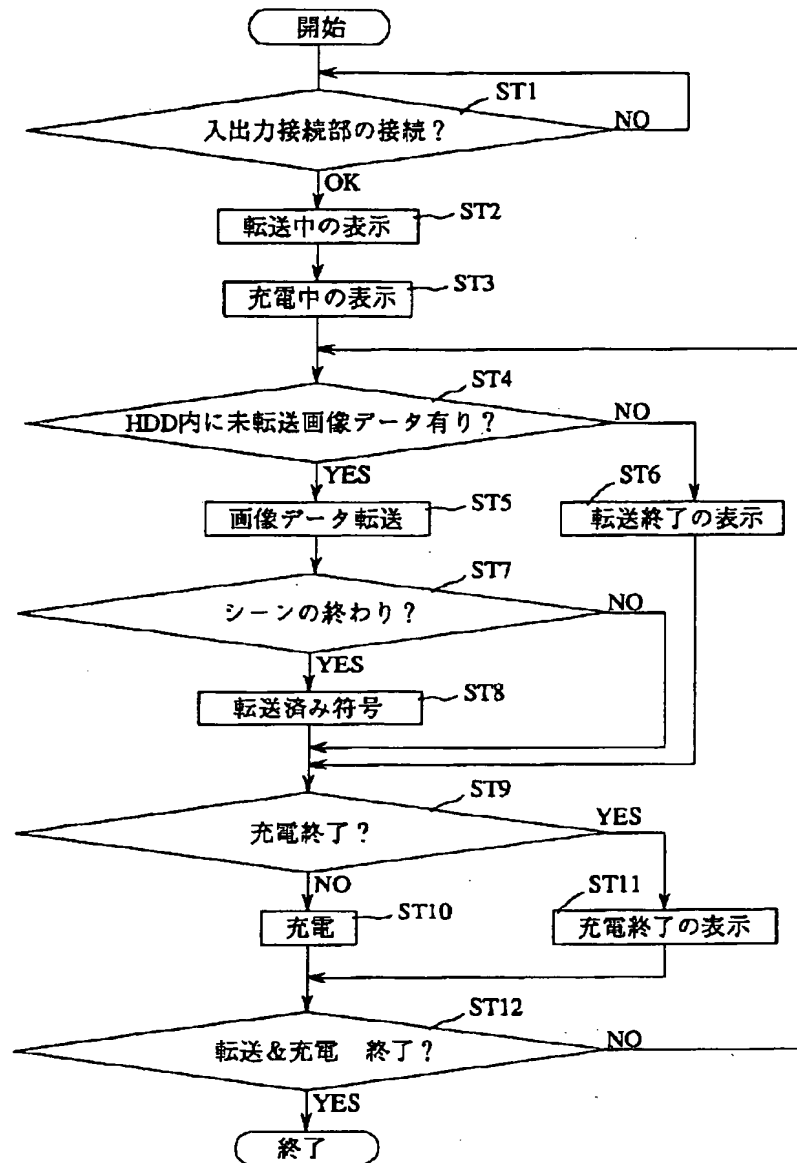 開始
ST1
入出力接続部の接続？
NO
OK
ST2
転送中の表示
ST3
充電中の表示
ST4
HDD内に未転送画像データ有り？
NO
YES
ST5
画像データ転送
ST6
転送終了の表示
ST7
シーンの終わり？
NO
YES
ST8
転送済み符号
ST9
充電終了？
YES
NO
ST10
充電
ST11
充電終了の表示
ST12
転送&充電　終了？
NO
YES
終了